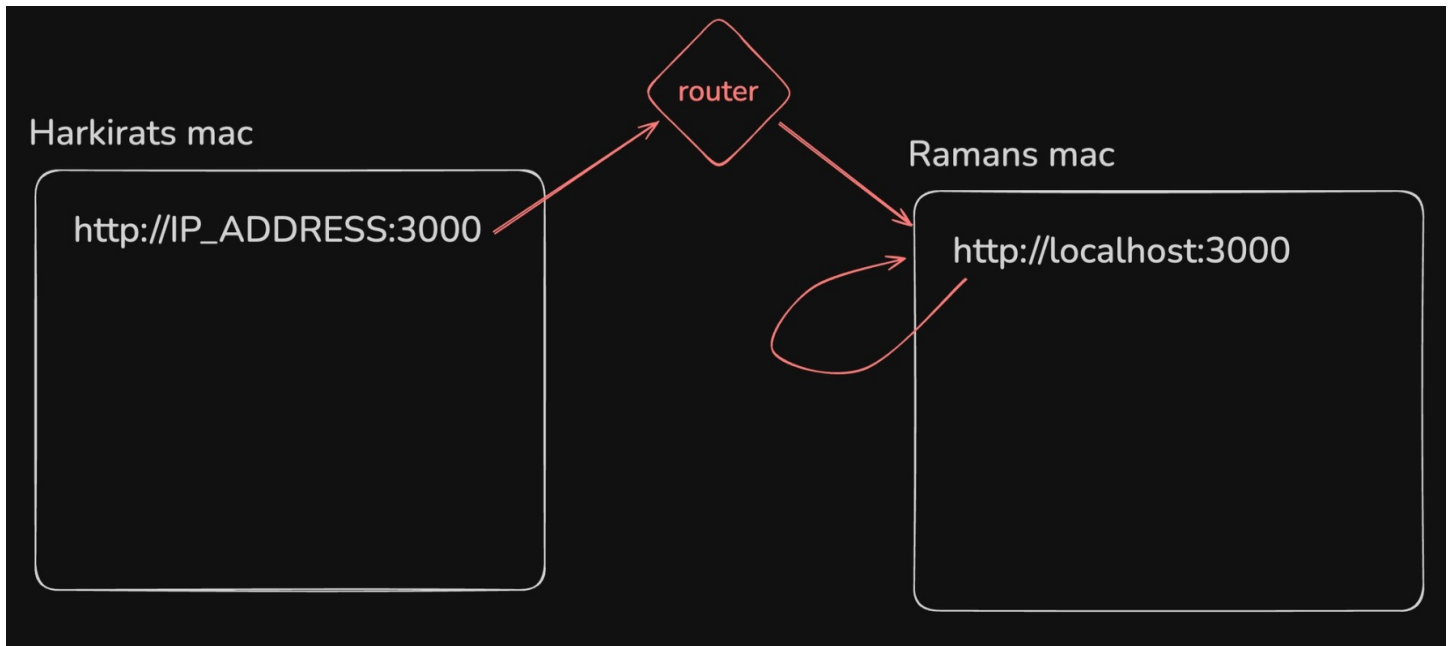 router
Harkirats mac
Ramans mac
http://IP_ADDRESS:3000
http://localhost:3000